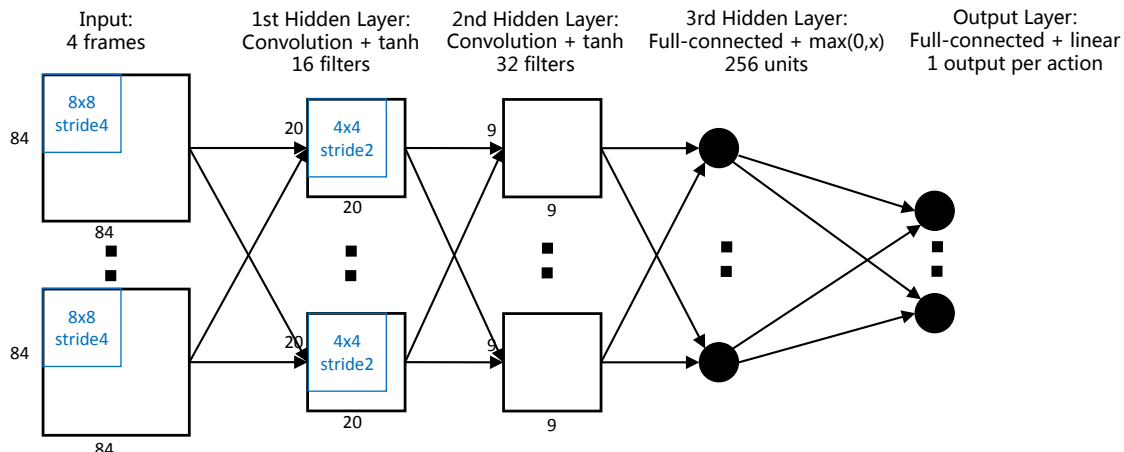 Input:
4 frames
1st Hidden Layer:
Convolution + tanh
16 filters
2nd Hidden Layer:
Convolution + tanh
32 filters
3rd Hidden Layer:
Full-connected + max(0,x)
256 units
Output Layer:
Full-connected + linear
1 output per action
8x8
stride4
84
84
20
4x4
stride2
20
9
9
8x8
stride4
84
84
20
4x4
stride2
20
9
9